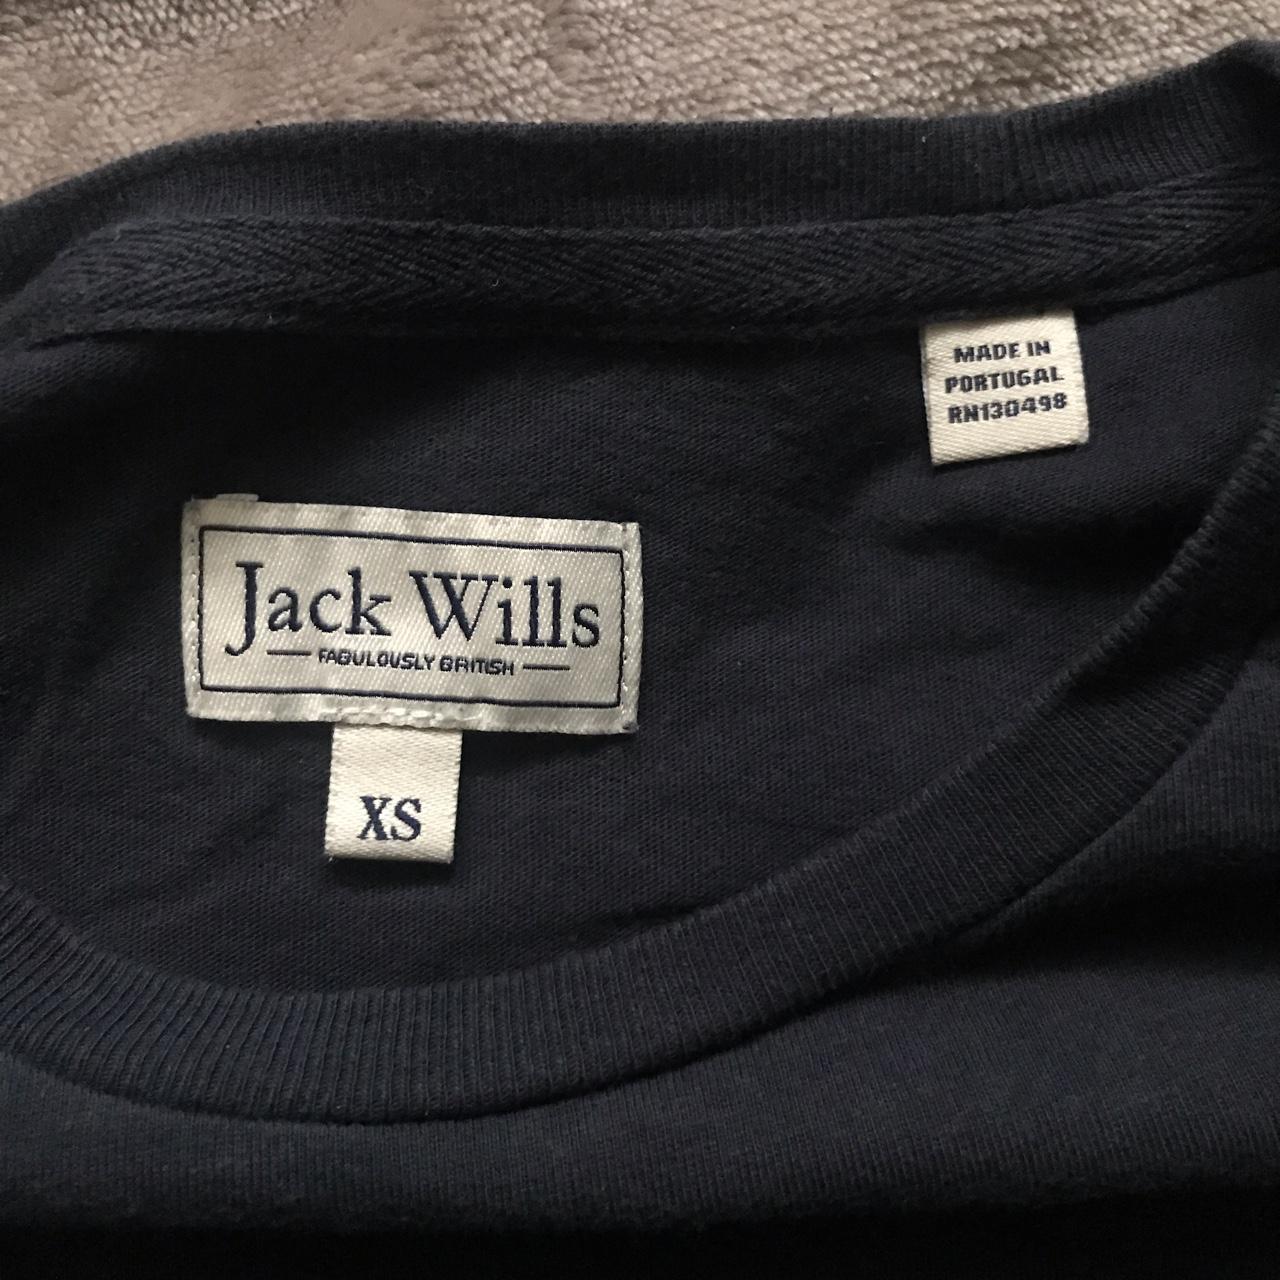 MADE IN
PORTUGAL
RN130498
Jack Wills
FABULOUSLY BRITISH
XS